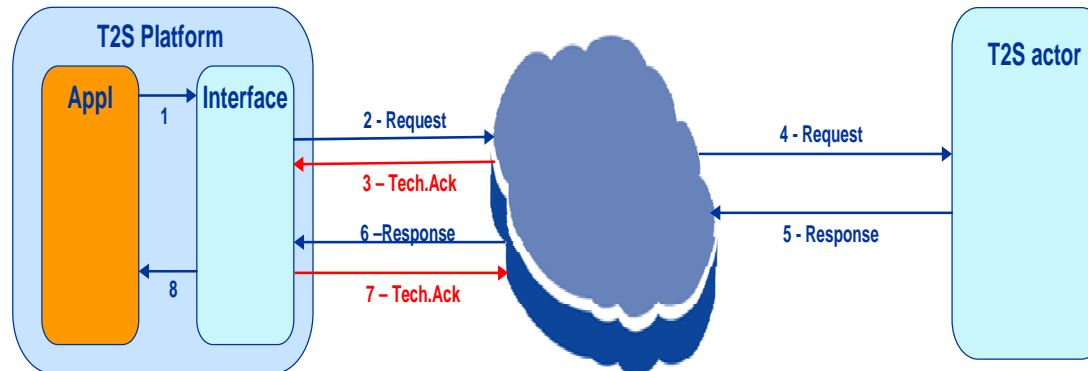 T2S Platform
T2S actor
Appl
Interface
1
2 - Request
4 - Request
3 – Tech.Ack
6 –Response
5 - Response
8
7 – Tech.Ack